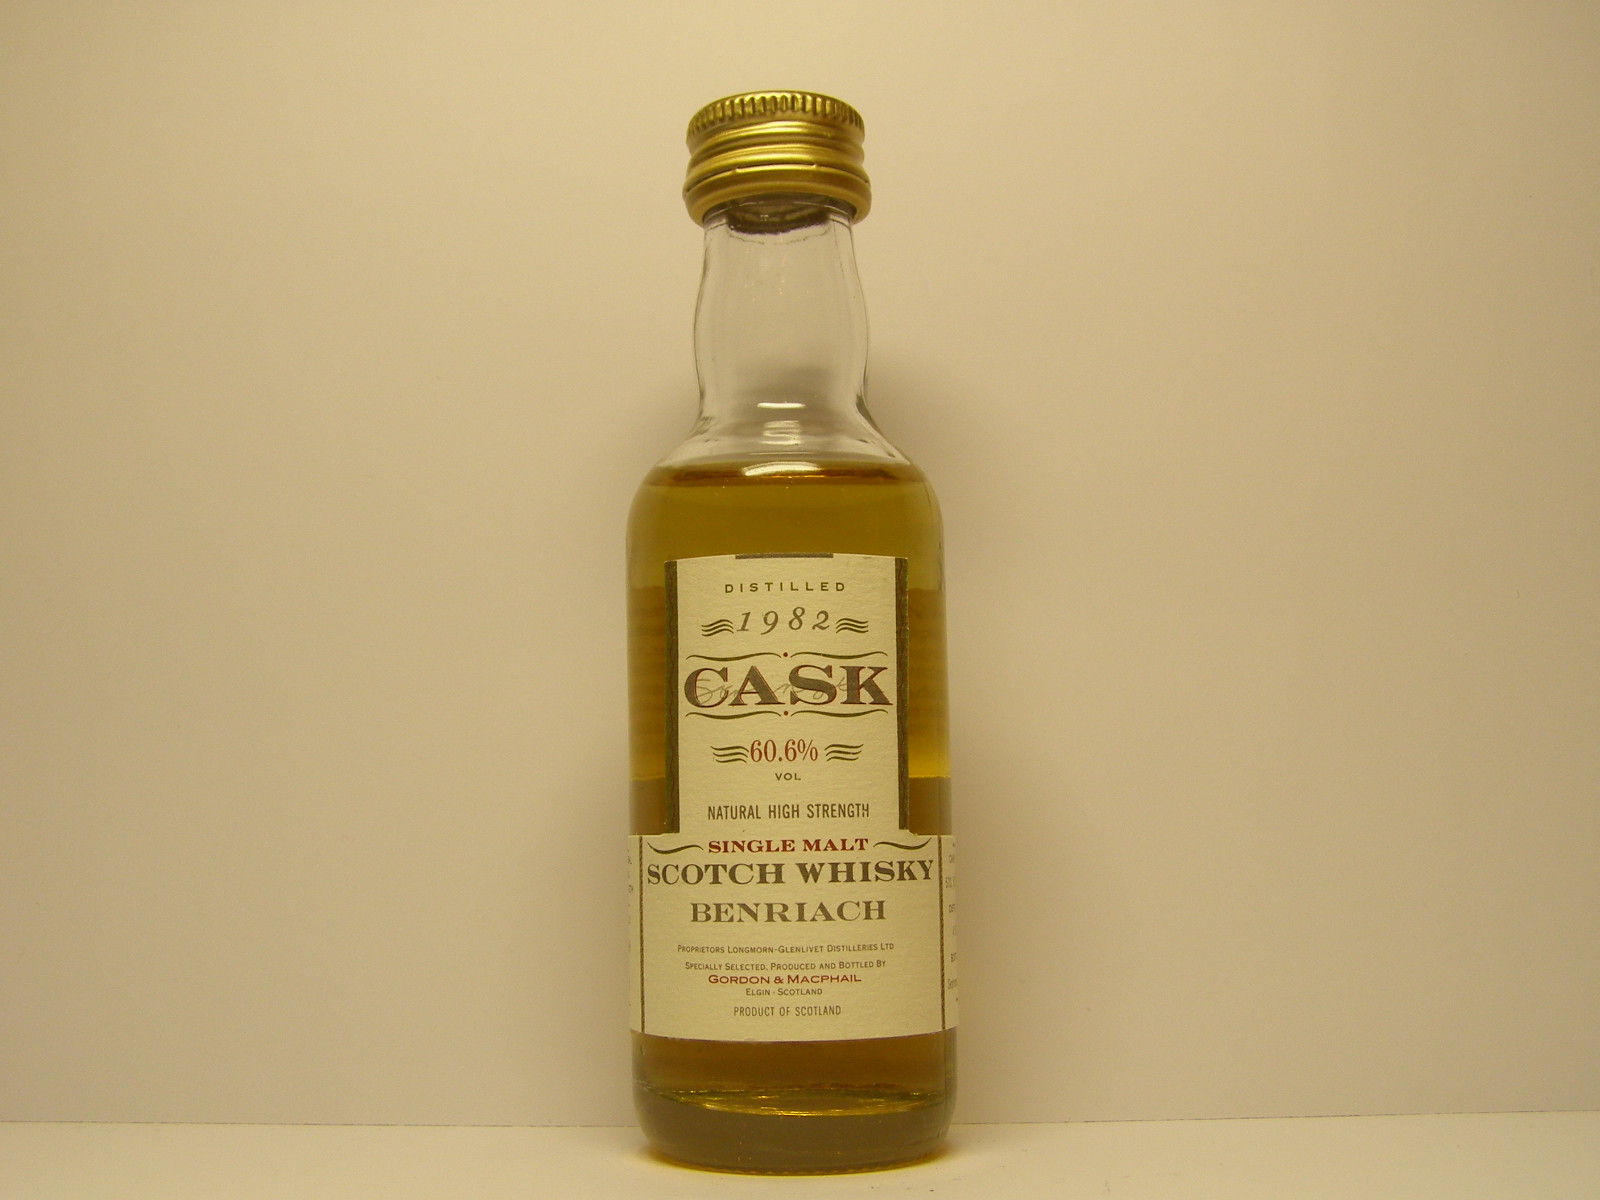 DISTILLED
1982
CASK
60.6%
VOL
NATURAL HIGH STRENGTH
SINGLE MALT
SCOTCH WHISKY
BENRIACH
PROPRIETORS LONGMORN-GLENLIVET DISTILLERIES LTD
SPECIALLY SELECTED, PRODUCED AND BOTTLED BY
GORDON & MACPHAIL
ELGIN - SCOTLAND
PRODUCT OF SCOTLAND